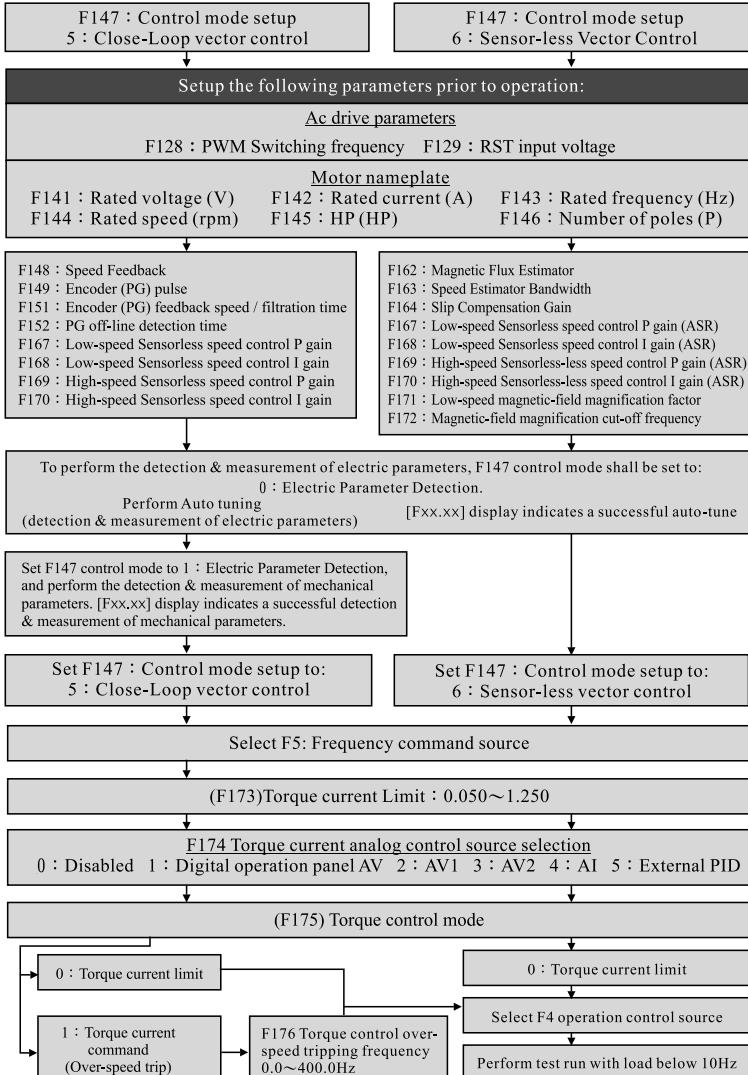 F147：Control mode setup
5：Close-Loop vector control
F147：Control mode setup
6：Sensor-less Vector Control
Setup the following parameters prior to operation:
Ac drive parameters
F128：PWM Switching frequency F129：RST input voltage
Motor nameplate
F141：Rated voltage (V) F142：Rated current (A) F143：Rated frequency (Hz)
F144：Rated speed (rpm) F145：HP (HP) F146：Number of poles (P)
F148：Speed Feedback
F149：Encoder (PG) pulse
F151：Encoder (PG) feedback speed / filtration time
F152：PG off-line detection time
F167：Low-speed Sensorless speed control P gain
F168：Low-speed Sensorless speed control I gain
F169：High-speed Sensorless speed control P gain
F170：High-speed Sensorless speed control I gain
F162：Magnetic Flux Estimator
F163：Speed Estimator Bandwidth
F164：Slip Compensation Gain
F167：Low-speed Sensorless speed control P gain (ASR)
F168：Low-speed Sensorless speed control I gain (ASR)
F169：High-speed Sensorless-less speed control P gain (ASR)
F170：High-speed Sensorless-less speed control I gain (ASR)
F171：Low-speed magnetic-field magnification factor
F172：Magnetic-field magnification cut-off frequency
To perform the detection & measurement of electric parameters, F147 control mode shall be set to:
0：Electric Parameter Detection.
Perform Auto tuning
(detection & measurement of electric parameters)
[Fxx.xx] display indicates a successful auto-tune
Set F147 control mode to 1：Electric Parameter Detection,
and perform the detection & measurement of mechanical
parameters. [Fxx.xx] display indicates a successful detection
& measurement of mechanical parameters.
Set F147：Control mode setup to:
5：Close-Loop vector control
Set F147：Control mode setup to:
6：Sensor-less vector control
Select F5: Frequency command source
(F173)Torque current Limit：0.050～1.250
F174 Torque current analog control source selection
0：Disabled 1：Digital operation panel AV 2：AV1 3：AV2 4：AI 5：External PID
(F175) Torque control mode
0：Torque current limit
0：Torque current limit
Select F4 operation control source
1：Torque current
command
(Over-speed trip)
F176 Torque control over-
speed tripping frequency
0.0～400.0Hz
Perform test run with load below 10Hz